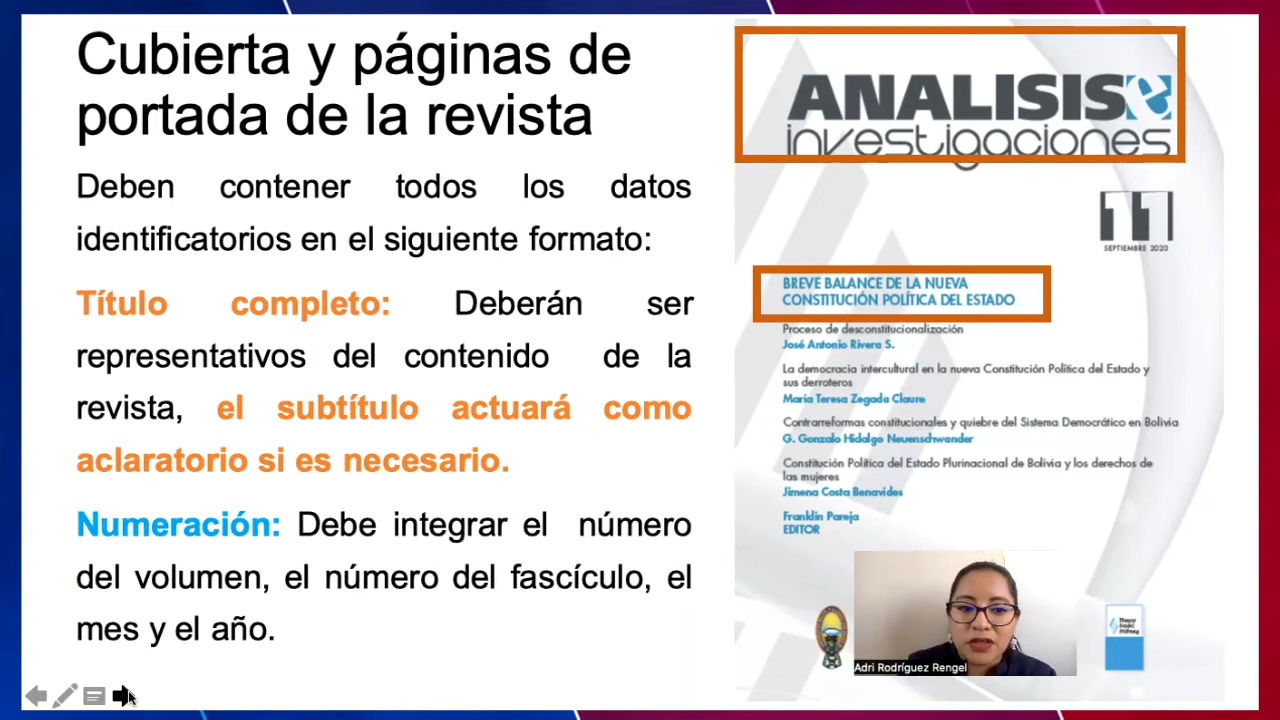 Cubierta y páginas de
portada de la revista
Deben contener todos los datos
identificatorios en el siguiente formato:
Título completo: Deberán ser
representativos del contenido de la
revista, el subtítulo actuará como
aclaratorio si es necesario.
Numeración: Debe integrar el número
del volumen, el número del fascículo, el
mes y el año.
ANALISIS e
investigaciones
11
SEPTIEMBRE 2020
BREVE BALANCE DE LA NUEVA
CONSTITUCIÓN POLÍTICA DEL ESTADO
Proceso de desconstitucionalización
José Antonio Rivera S.
La democracia intercultural en la nueva Constitución Política del Estado y
sus derroteros
María Teresa Zegada Claure
Contrarreformas constitucionales y quiebre del Sistema Democrático en Bolivia
G. Gonzalo Hidalgo Neuenschwander
Constitución Política del Estado Plurinacional de Bolivia y los derechos de
las mujeres
Jimena Costa Benavides
Franklin Pareja
EDITOR
Hanns
Seidel
Stiftung
Adri Rodríguez Rengel